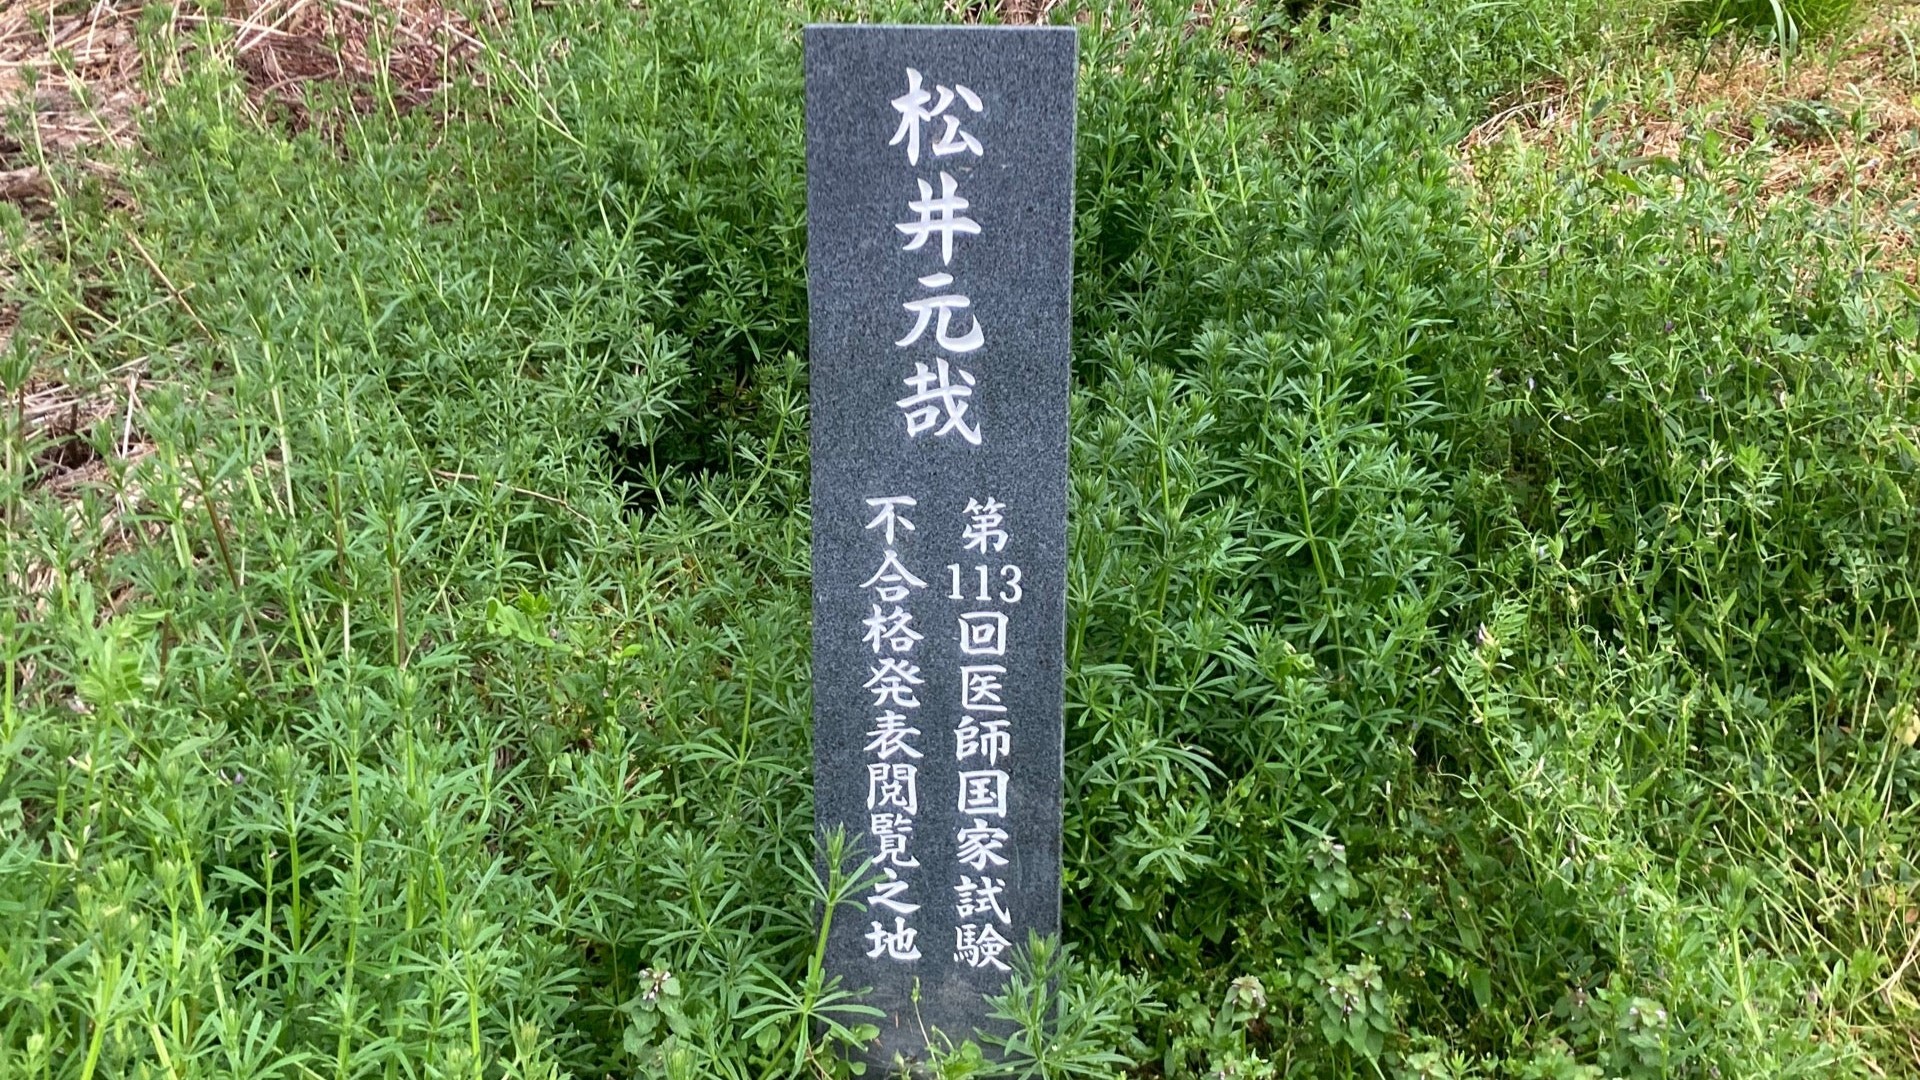 松井元哉
第113回医師国家試験
不合格発表閲覧之地